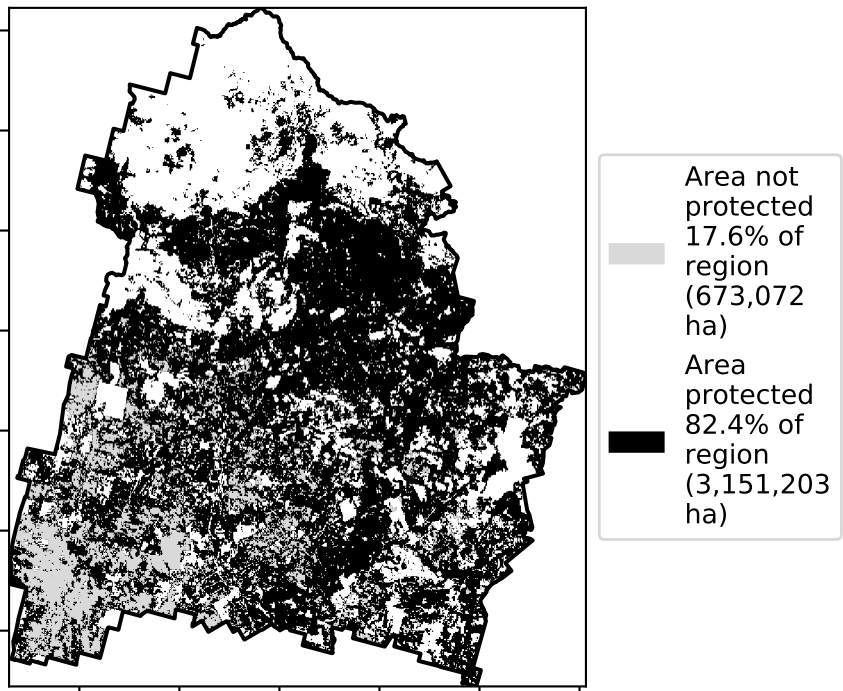 Area not
protected
17.6% of
region
(673,072
ha)
Area
protected
82.4% of
region
(3,151,203
ha)